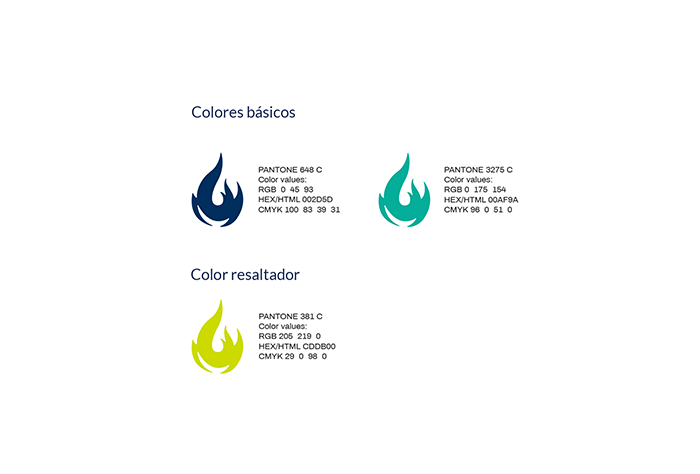 Colores básicos
PANTONE 648 C
Color values:
RGB 0 45 93
HEX/HTML 002D5D
CMYK 100 83 39 31
PANTONE 3275 C
Color values:
RGB 0 175 154
HEX/HTML 00AF9A
CMYK 96 0 51 0
Color resaltador
PANTONE 381 C
Color values:
RGB 205 219 0
HEX/HTML CDDB00
CMYK 29 0 98 0